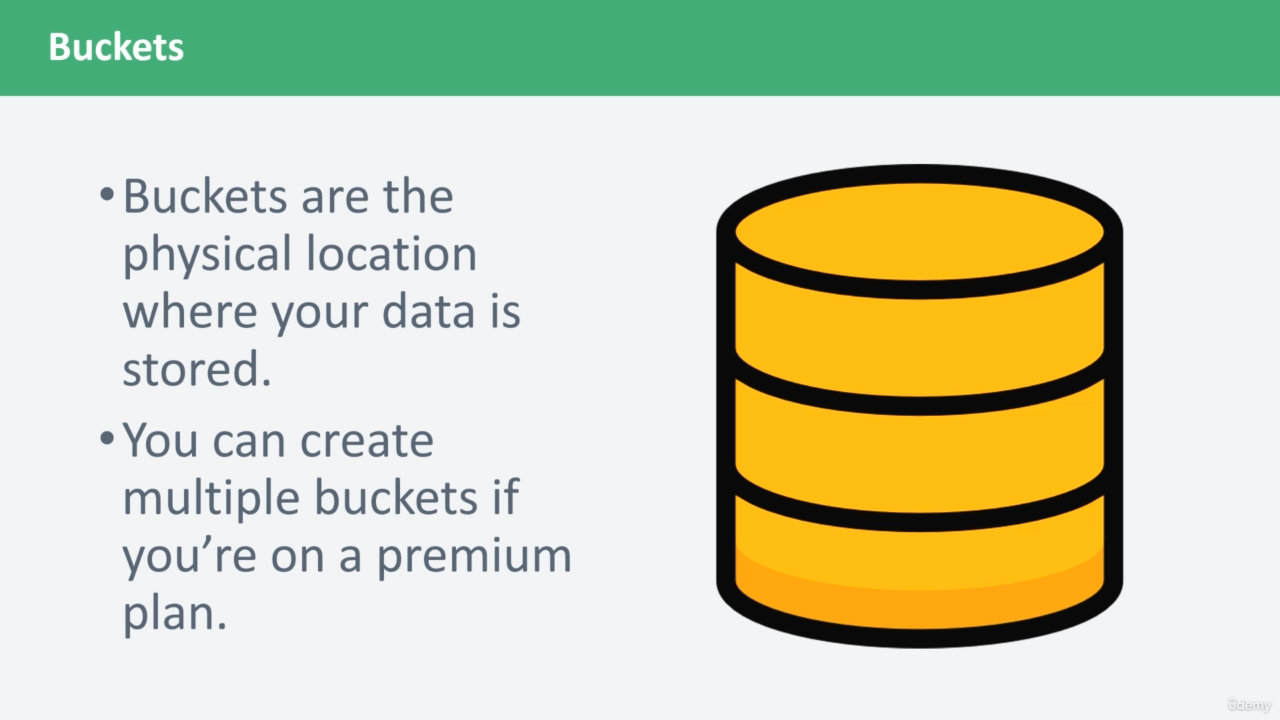 Buckets
•Buckets are the
physical location
where your data is
stored.
•You can create
multiple buckets if
you’re on a premium
plan.
ûdemy